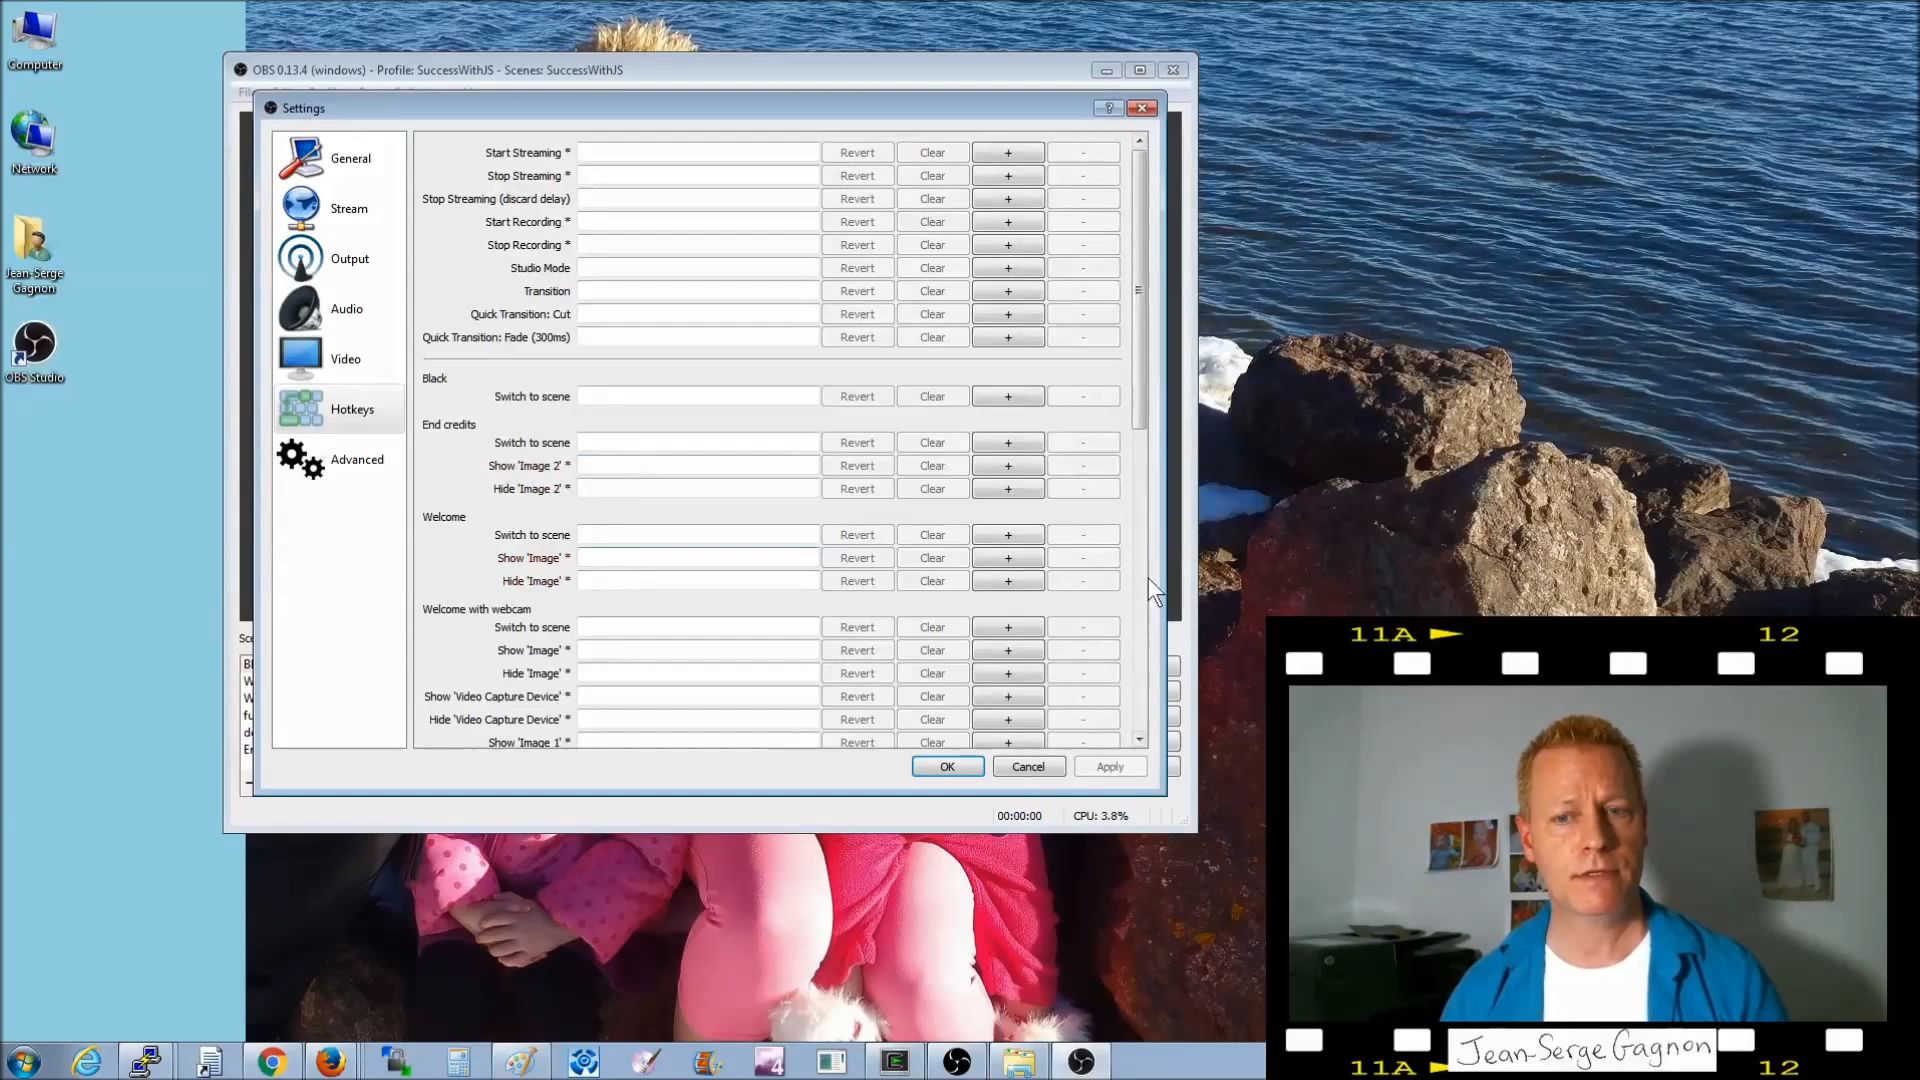 Computer
Network
Jean-Serge
Gagnon
OBS Studio
OBS 0.13.4 (windows) - Profile: SuccessWithJS - Scenes: SuccessWithJS
Settings
General
Stream
Output
Audio
Video
Hotkeys
Advanced
Start Streaming * Revert Clear + -
Stop Streaming * Revert Clear + -
Stop Streaming (discard delay) Revert Clear + -
Start Recording * Revert Clear + -
Stop Recording * Revert Clear + -
Studio Mode Revert Clear + -
Transition Revert Clear + -
Quick Transition: Cut Revert Clear + -
Quick Transition: Fade (300ms) Revert Clear + -
Black
Switch to scene Revert Clear + -
End credits
Switch to scene Revert Clear + -
Show 'Image 2' * Revert Clear + -
Hide 'Image 2' * Revert Clear + -
Welcome
Switch to scene Revert Clear + -
Show 'Image' * Revert Clear + -
Hide 'Image' * Revert Clear + -
Welcome with webcam
Switch to scene Revert Clear + -
Show 'Image' * Revert Clear + -
Hide 'Image' * Revert Clear + -
Show 'Video Capture Device' * Revert Clear + -
Hide 'Video Capture Device' * Revert Clear + -
Show 'Image 1' * Revert Clear + -
OK Cancel Apply
00:00:00 CPU: 3.8%
11A 12
Jean-Serge Gagnon
11A 12